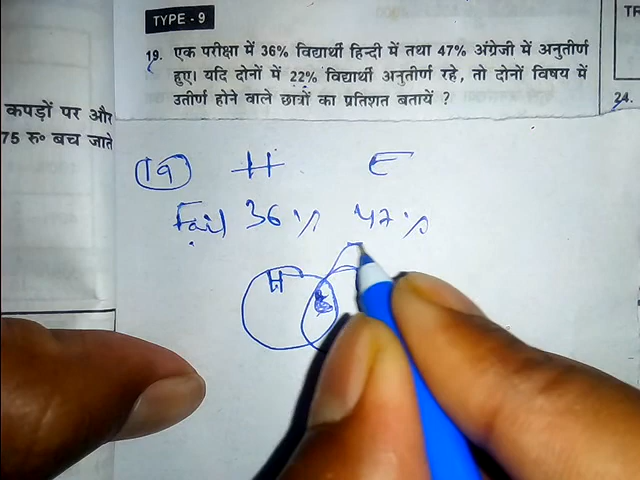 TYPE - 9
TR
19. एक परीक्षा में 36% विद्यार्थी हिन्दी में तथा 47% अंग्रेजी में अनुतीर्ण
हुए। यदि दोनों में 22% विद्यार्थी अनुतीर्ण रहे, तो दोनों विषय में
उतीर्ण होने वाले छात्रों का प्रतिशत बतायें ?
24.
कपड़ों पर और
75 रु० बच जाते
19 H E
Fail 36% 47%
H